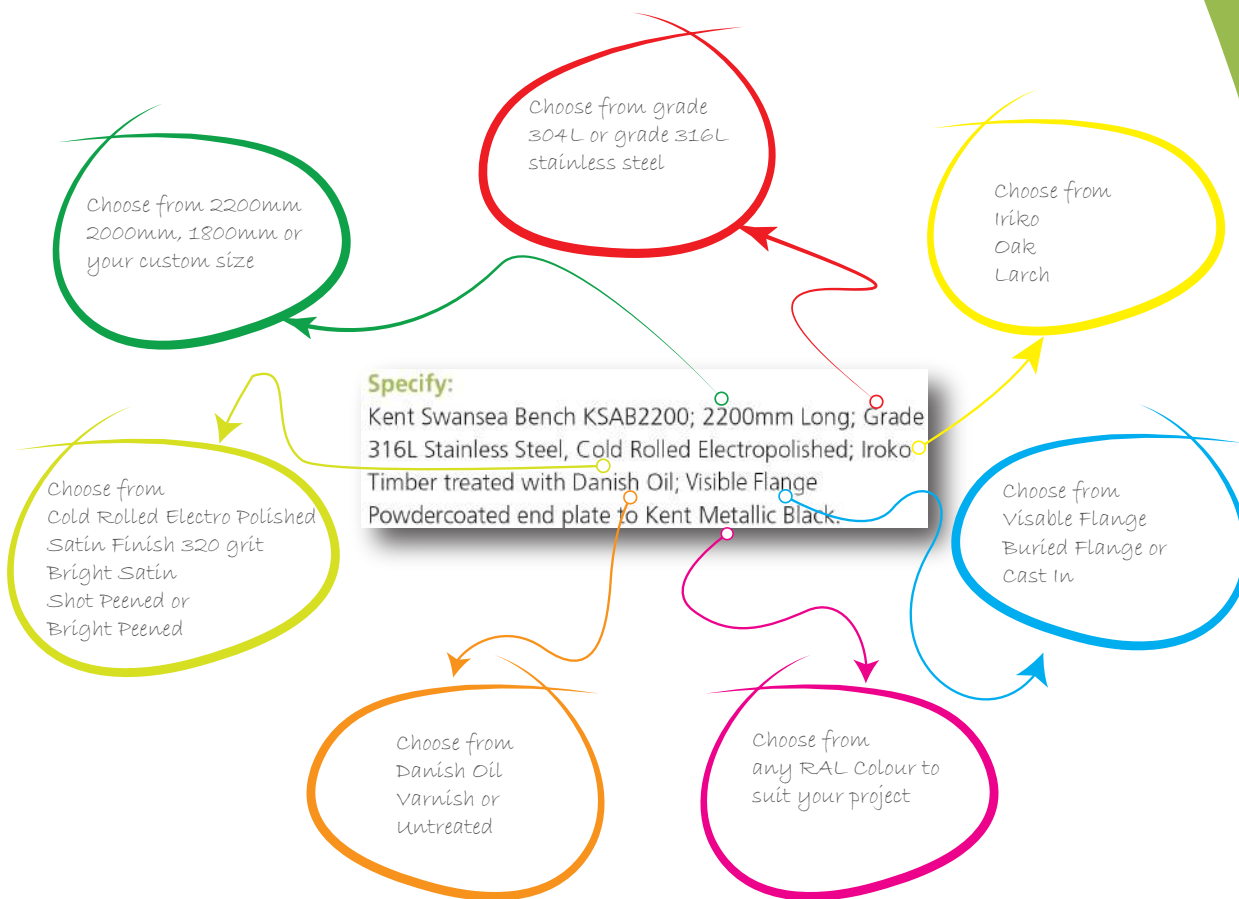 Choose from grade
304L or grade 316L
stainless steel
Choose from 2200mm
2000mm, 1800mm or
your custom size
Choose from
Iriko
Oak
Larch
Specify:
Kent Swansea Bench KSAB2200; 2200mm Long; Grade
316L Stainless Steel, Cold Rolled Electropolished; Iroko
Timber treated with Danish Oil; Visible Flange
Powdercoated end plate to Kent Metallic Black.
Choose from
Cold Rolled Electro Polished
Satin Finish 320 grit
Bright Satin
Shot Peened or
Bright Peened
Choose from
Visable Flange
Buried Flange or
Cast In
Choose from
Danish Oil
Varnish or
Untreated
Choose from
any RAL Colour to
suit your project